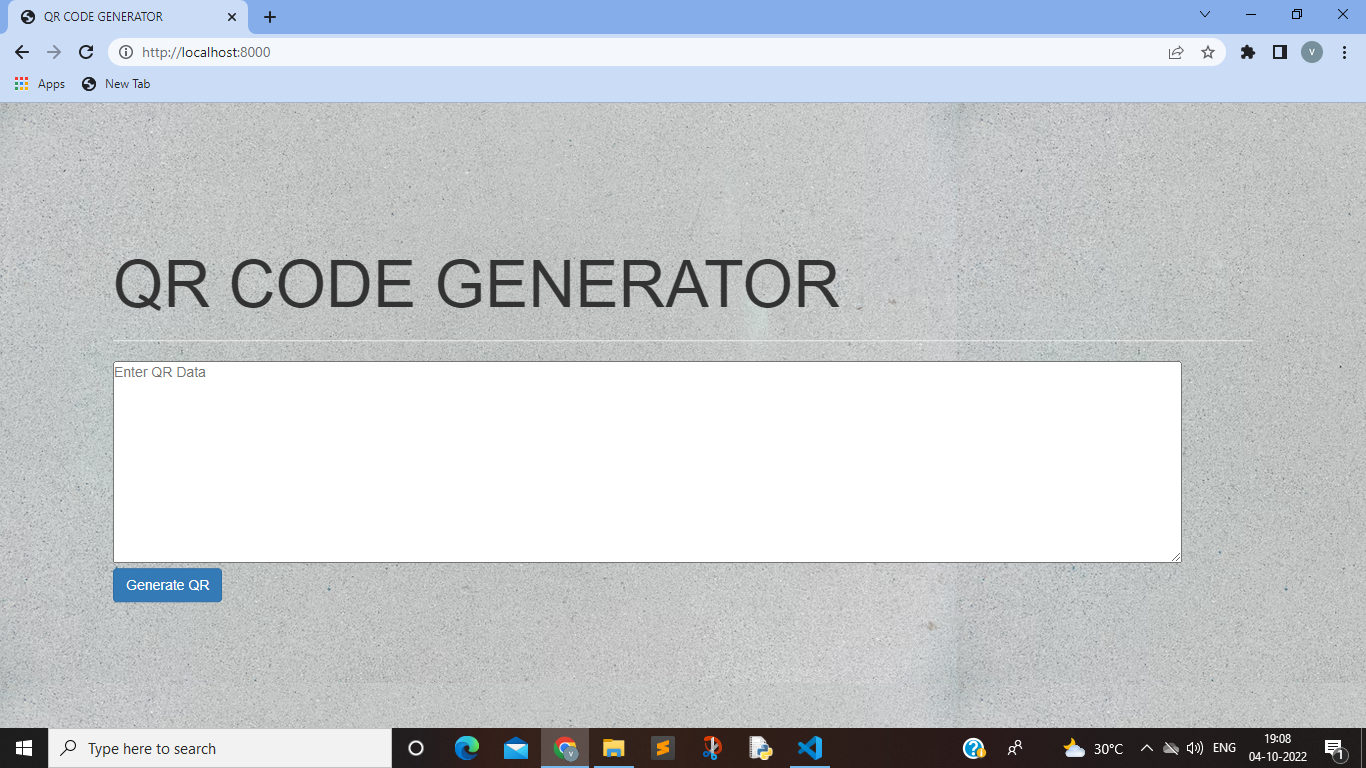 QR CODE GENERATOR
http://localhost:8000
V
Apps
New Tab
QR CODE GENERATOR
Enter QR Data
Generate QR
Type here to search
V
30°C
ENG
19:08
04-10-2022
1